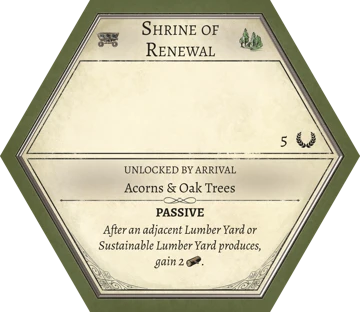 SHRINE OF
RENEWAL
5
UNLOCKED BY ARRIVAL
Acorns & Oak Trees
PASSIVE
After an adjacent Lumber Yard or
Sustainable Lumber Yard produces,
gain 2 .